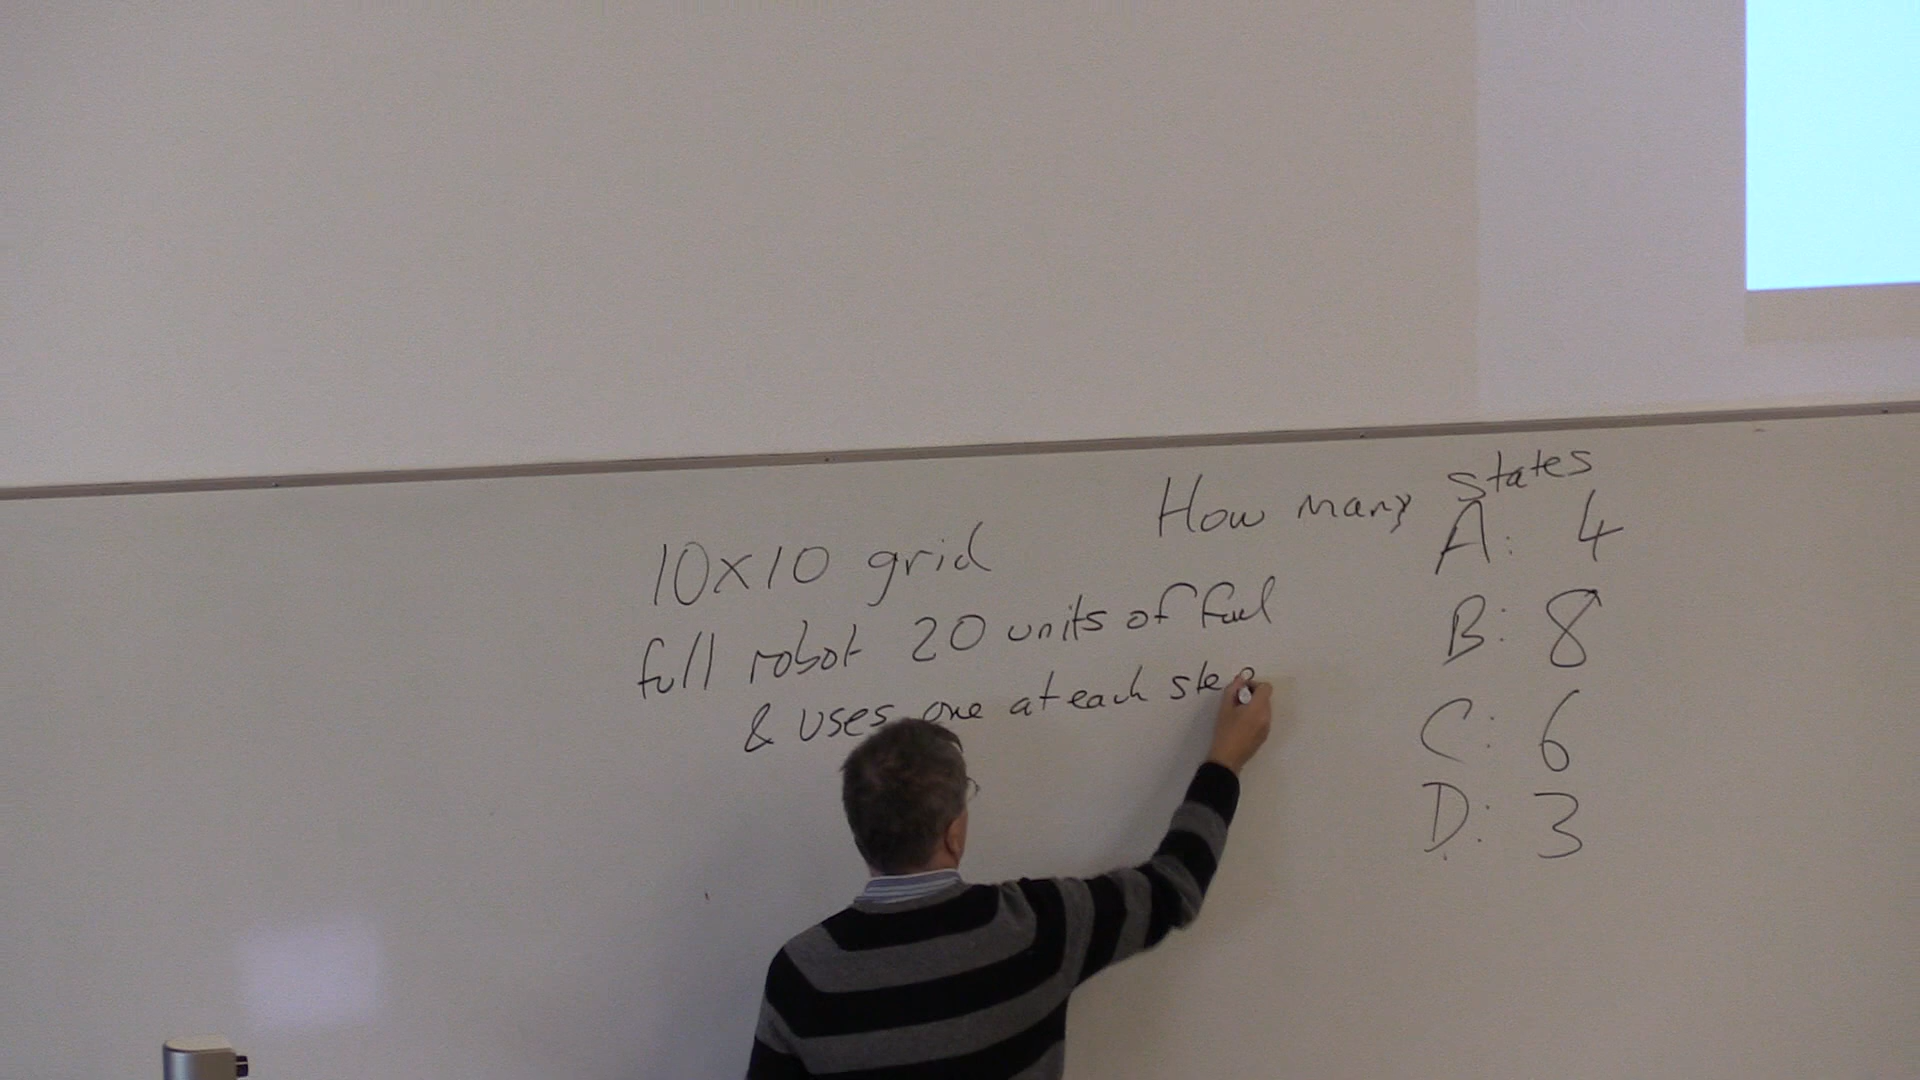 How many states
10x10 grid
full robot 20 units of fuel
& uses one at each step
A: 4
B: 8
C: 6
D: 3